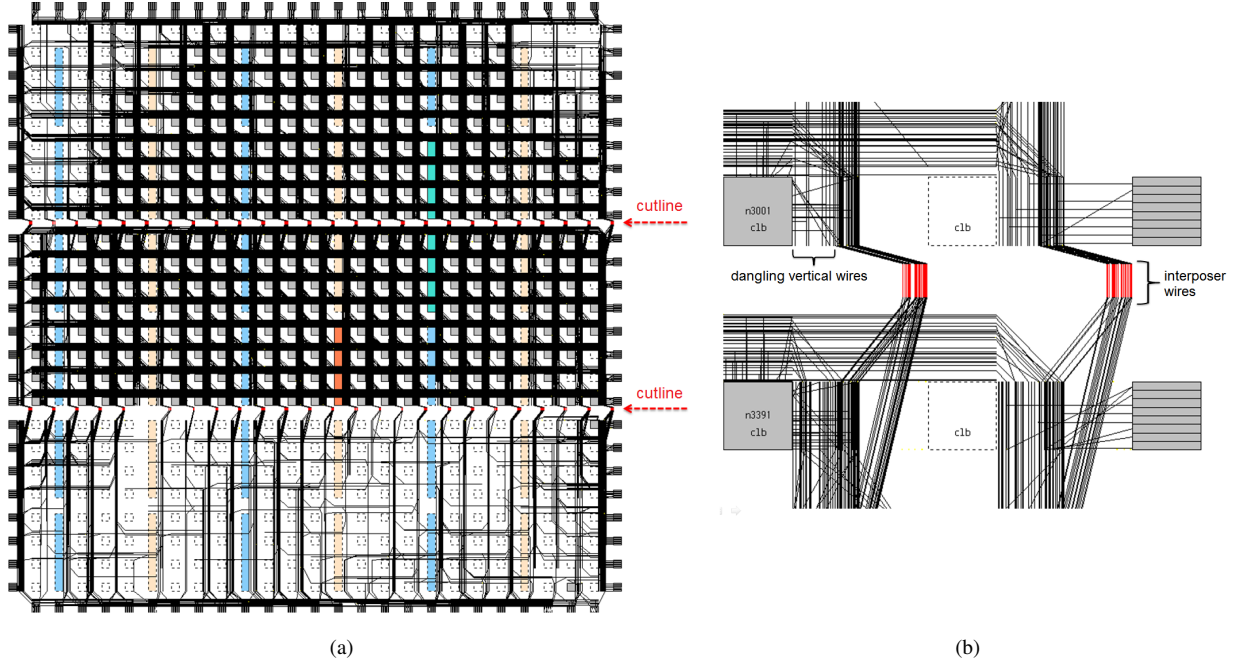 cutline
cutline
(a)
n3001
clb
clb
dangling vertical wires
interposer
wires
n3391
clb
clb
(b)